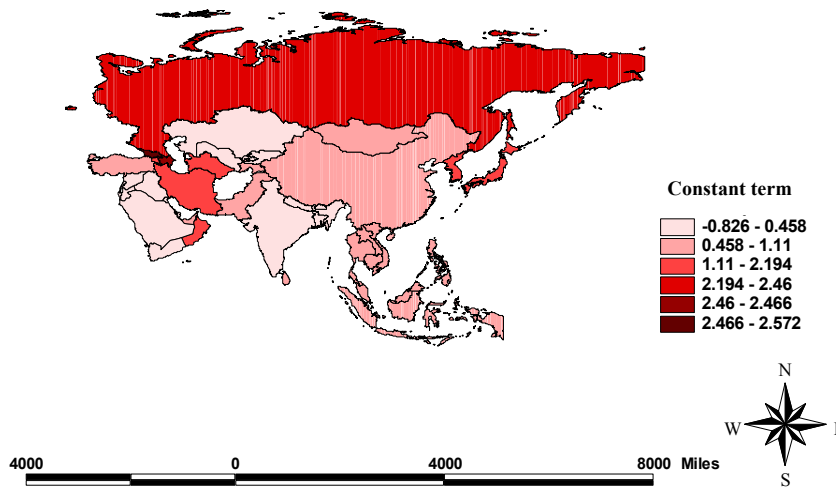 Constant term
-0.826 - 0.458
0.458 - 1.11
1.11 - 2.194
2.194 - 2.46
2.46 - 2.466
2.466 - 2.572
N
W
S
4000 0 4000 8000 Miles